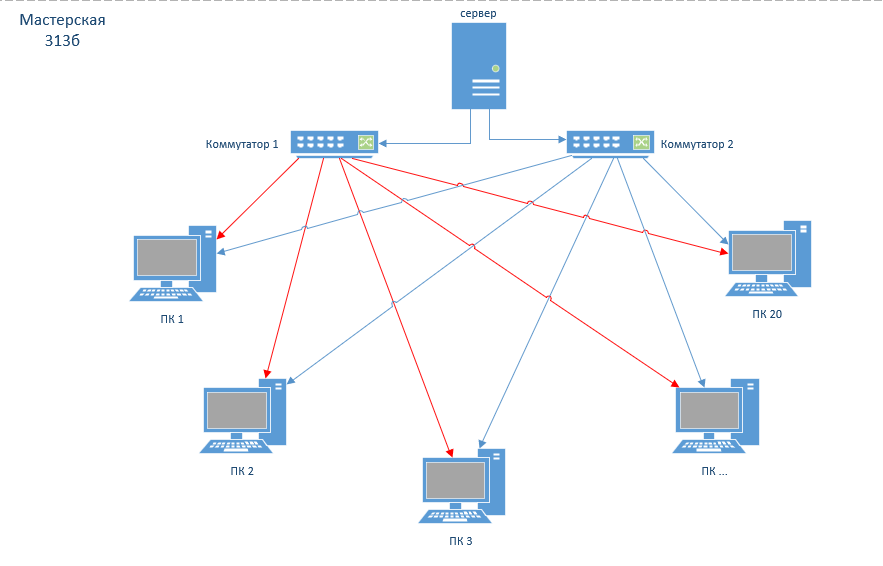 Мастерская
313б
сервер
Коммутатор 1
Коммутатор 2
ПК 1
ПК 20
ПК 2
ПК ...
ПК 3